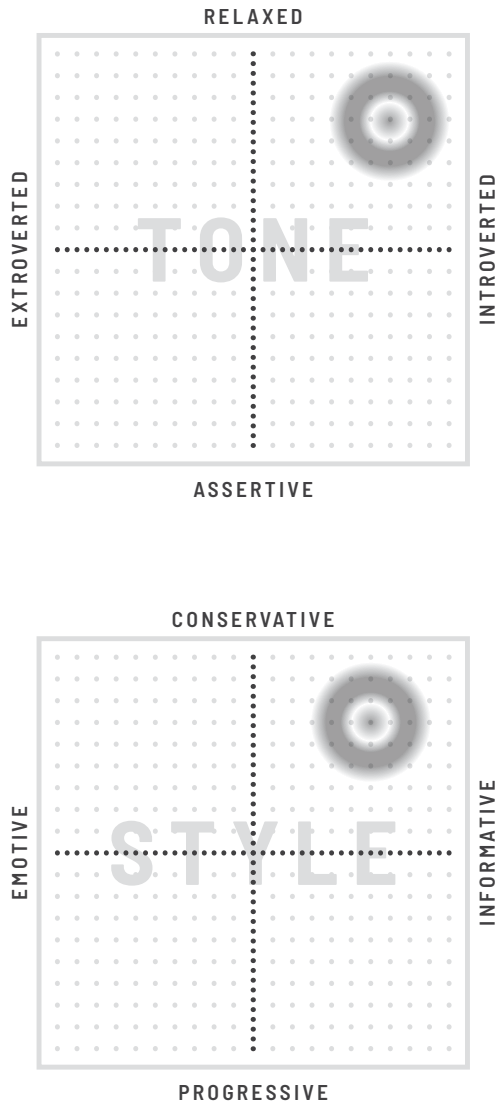 RELAXED
EXTROVERTED
TONE
INTROVERTED
ASSERTIVE
CONSERVATIVE
EMOTIVE
STYLE
INFORMATIVE
PROGRESSIVE